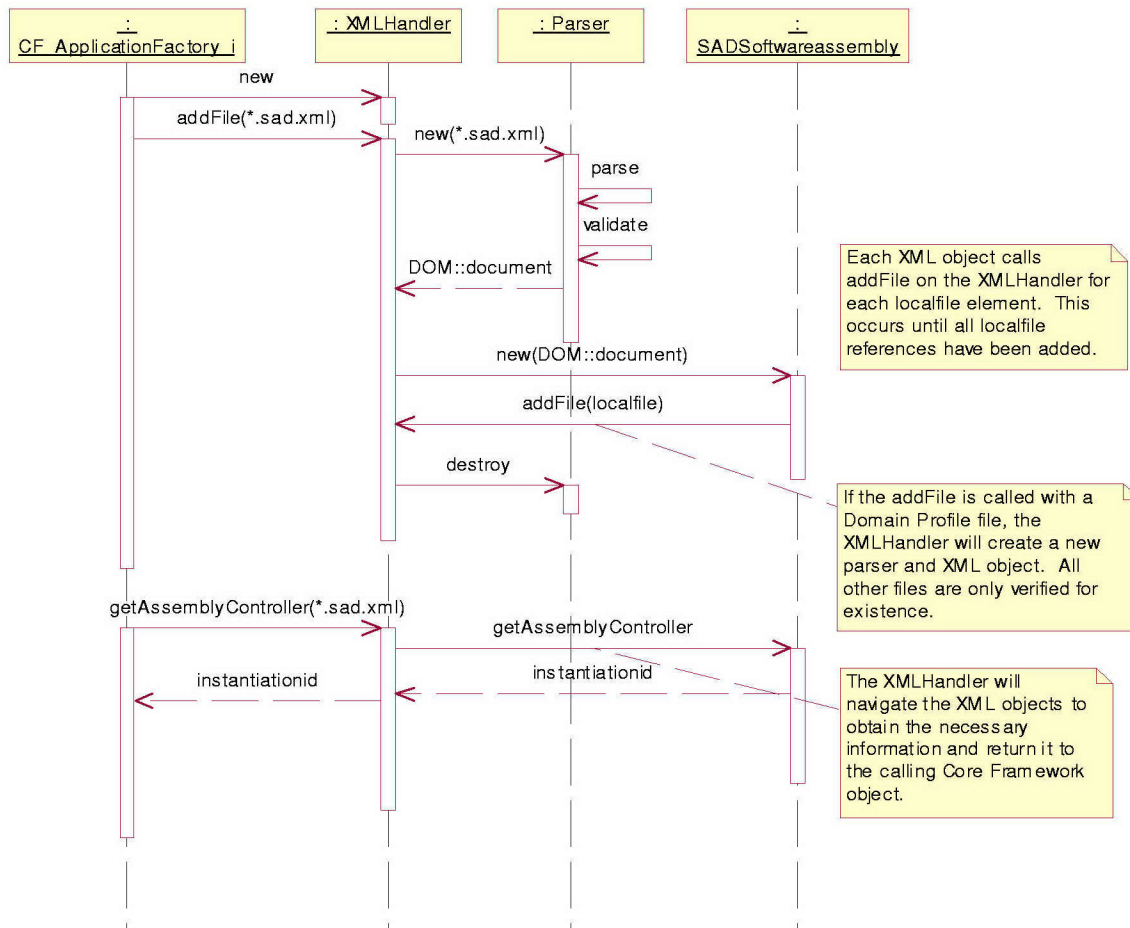 :
CF_ApplicationFactory_i
: XMLHandler
: Parser
:
SADSoftwareassembly
new
addFile(*.sad.xml)
new(*.sad.xml)
parse
validate
DOM::document
Each XML object calls
addFile on the XMLHandler for
each localfile element. This
occurs until all localfile
references have been added.
new(DOM::document)
addFile(localfile)
destroy
If the addFile is called with a
Domain Profile file, the
XMLHandler will create a new
parser and XML object. All
other files are only verified for
existence.
getAssemblyController(*.sad.xml)
getAssemblyController
instantiationid
instantiationid
The XMLHandler will
navigate the XML objects to
obtain the necessary
information and return it to
the calling Core Framework
object.